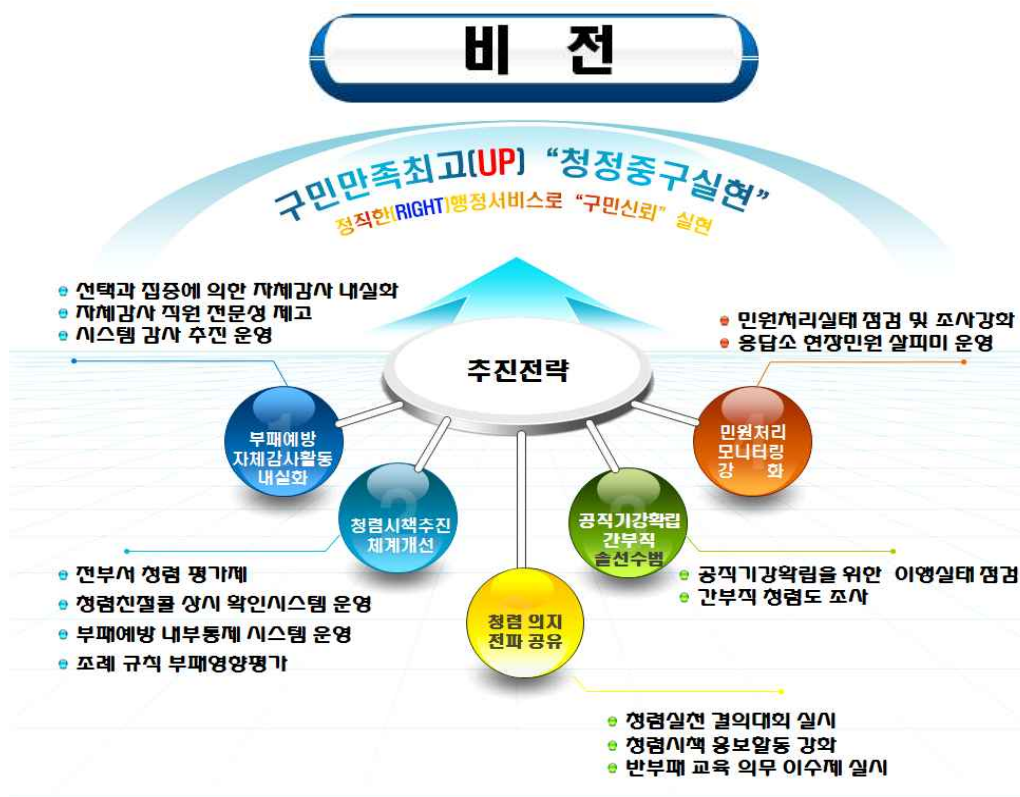 비 전
구민만족최고(UP) “청정중구실현”
정직한(RIGHT)행정서비스로 “구민신뢰” 실현
선택과 집중에 의한 자체감사 내실화
자체감사 직원 전문성 제고
시스템 감사 추진 운영
민원처리실태 점검 및 조사강화
응답소 현장민원 살피미 운영
추진전략
1
부패예방
자체감사활동
내실화
2
청렴시책추진
체계개선
청렴 의지
전파 공유
공직기강확립
간부직
솔선수범
4
민원처리
모니터링
강 화
전부서 청렴 평가제
청렴친절콜 상시 확인시스템 운영
부패예방 내부통제 시스템 운영
조례 규칙 부패영향평가
공직기강확립을 위한 이행실태 점검
간부직 청렴도 조사
청렴실천 결의대회 실시
청렴시책 홍보활동 강화
반부패 교육 의무 이수제 실시